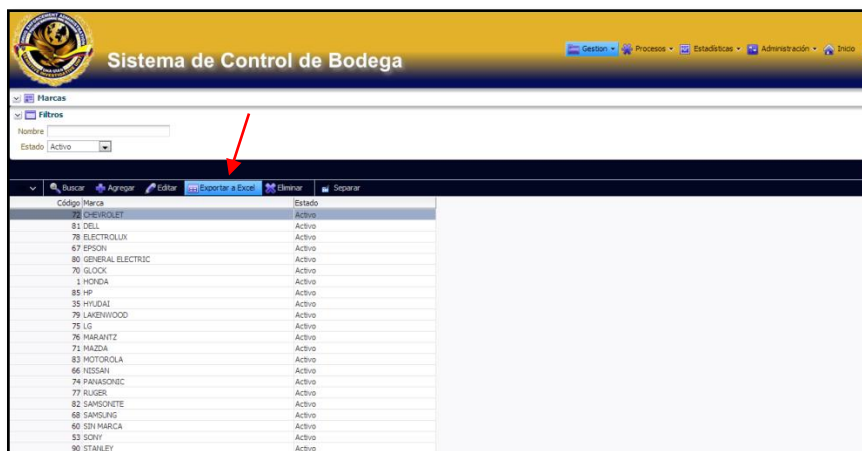 Sistema de Control de Bodega
Gestion Procesos Estadísticas Administración Inicio
Marcas
Filtros
Nombre
Estado Activo
Buscar Agregar Editar Exportar a Excel Eliminar Separar
Código Marca Estado
72 CHEVROLET Activo
81 DELL Activo
78 ELECTROLUX Activo
67 EPSON Activo
80 GENERAL ELECTRIC Activo
70 GLOCK Activo
1 HONDA Activo
85 HP Activo
35 HYUDAI Activo
79 LAKENWOOD Activo
75 LG Activo
76 MARANTZ Activo
71 MAZDA Activo
83 MOTOROLA Activo
66 NISSAN Activo
74 PANASONIC Activo
77 RUGER Activo
82 SAMSONITE Activo
68 SAMSUNG Activo
60 SIN MARCA Activo
53 SONY Activo
90 STANLEY Activo